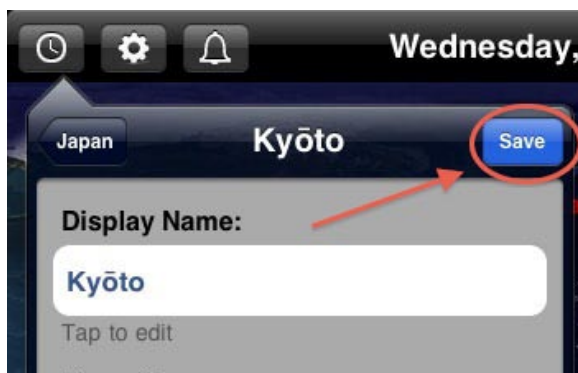 Wednesday,
Japan
Kyōto
Save
Display Name:
Kyōto
Tap to edit